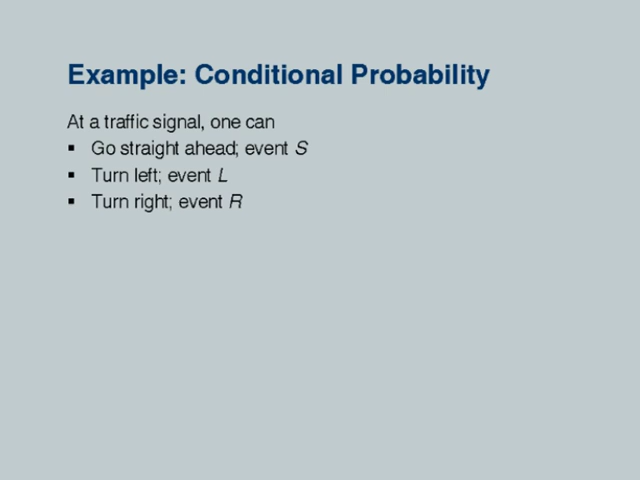 Example: Conditional Probability
At a traffic signal, one can
▪ Go straight ahead; event S
▪ Turn left; event L
▪ Turn right; event R